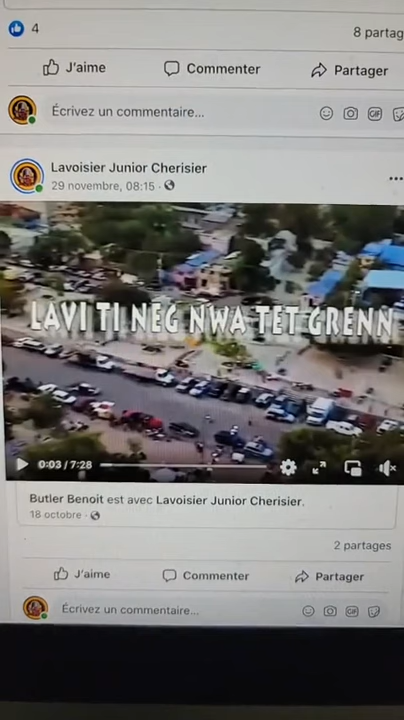 4
8 partag
J'aime
Commenter
Partager
Écrivez un commentaire...
GIF
Lavoisier Junior Cherisier
29 novembre, 08:15 ·
LAVI TI NEG NWA TET GRENN
0:03 / 7:28
Butler Benoit est avec Lavoisier Junior Cherisier.
18 octobre ·
2 partages
J'aime
Commenter
Partager
Écrivez un commentaire...
GIF